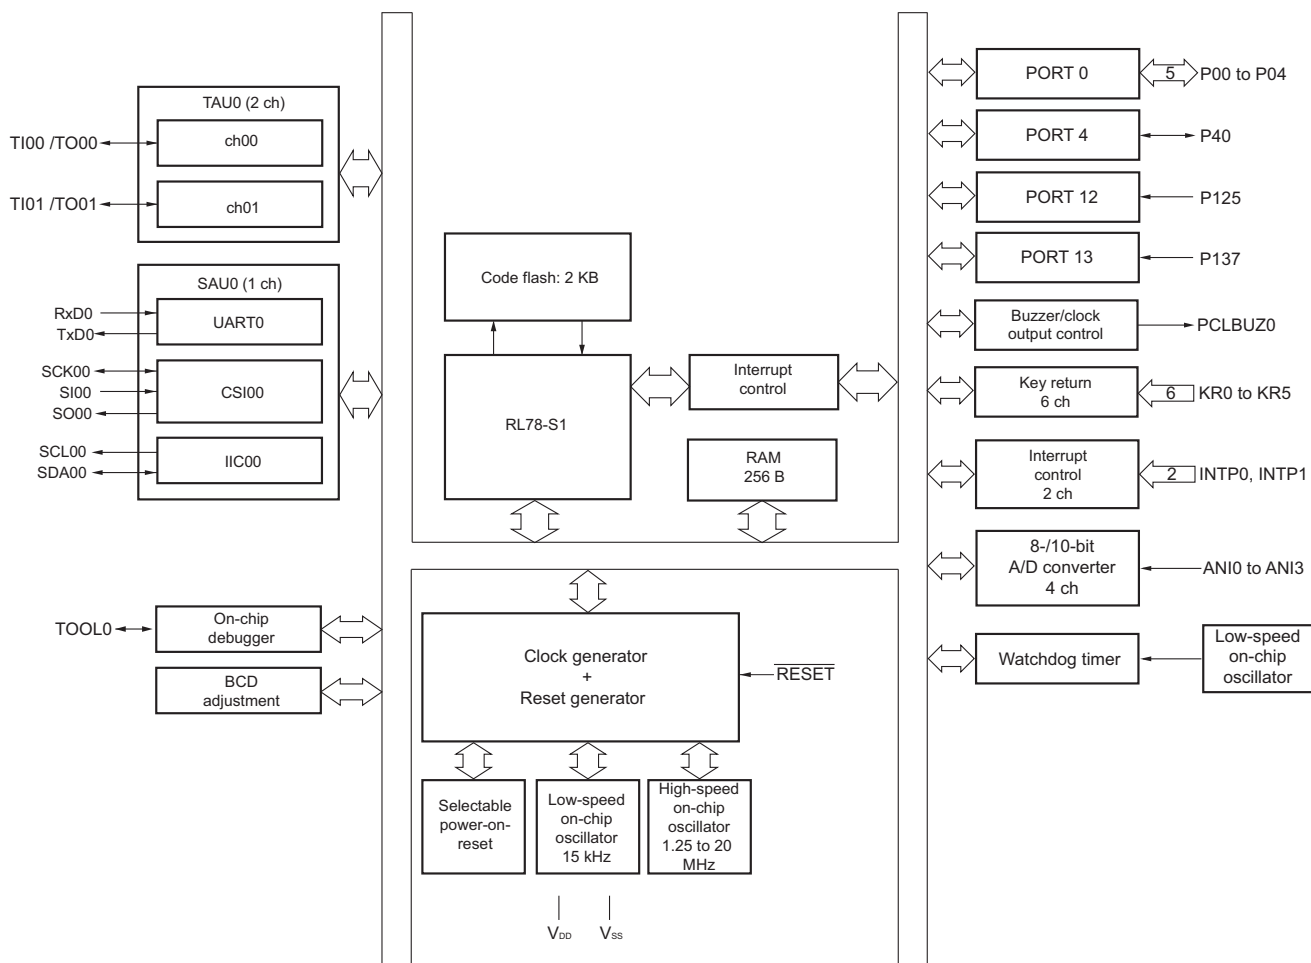 TAU0 (2 ch)
TI00 /TO00
ch00
TI01 /TO01
ch01
SAU0 (1 ch)
RxD0
TxD0
UART0
SCK00
SI00
SO00
CSI00
SCL00
SDA00
IIC00
TOOL0
On-chip
debugger
BCD
adjustment
Code flash: 2 KB
RL78-S1
Interrupt
control
RAM
256 B
Clock generator
+
Reset generator
RESET
Selectable
power-on-
reset
Low-speed
on-chip
oscillator
15 kHz
High-speed
on-chip
oscillator
1.25 to 20
MHz
VDD
VSS
PORT 0
5
P00 to P04
PORT 4
P40
PORT 12
P125
PORT 13
P137
Buzzer/clock
output control
PCLBUZ0
Key return
6 ch
6
KR0 to KR5
Interrupt
control
2 ch
2
INTP0, INTP1
8-/10-bit
A/D converter
4 ch
ANI0 to ANI3
Watchdog timer
Low-speed
on-chip
oscillator